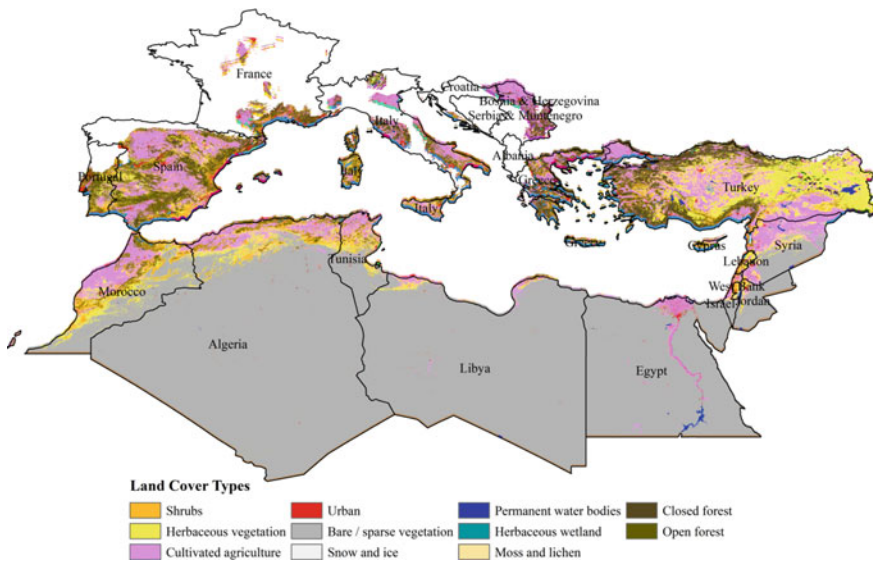 France
Croatia
Bosnia & Herzegovina
Serbia & Montenegro
Italy
Albania
Portugal
Spain
Italy
Greece
Turkey
Italy
Greece
Cyprus
Syria
Tunisia
Lebanon
West Bank
Israel
Jordan
Morocco
Algeria
Libya
Egypt
Land Cover Types
Shrubs
Urban
Permanent water bodies
Closed forest
Herbaceous vegetation
Bare / sparse vegetation
Herbaceous wetland
Open forest
Cultivated agriculture
Snow and ice
Moss and lichen